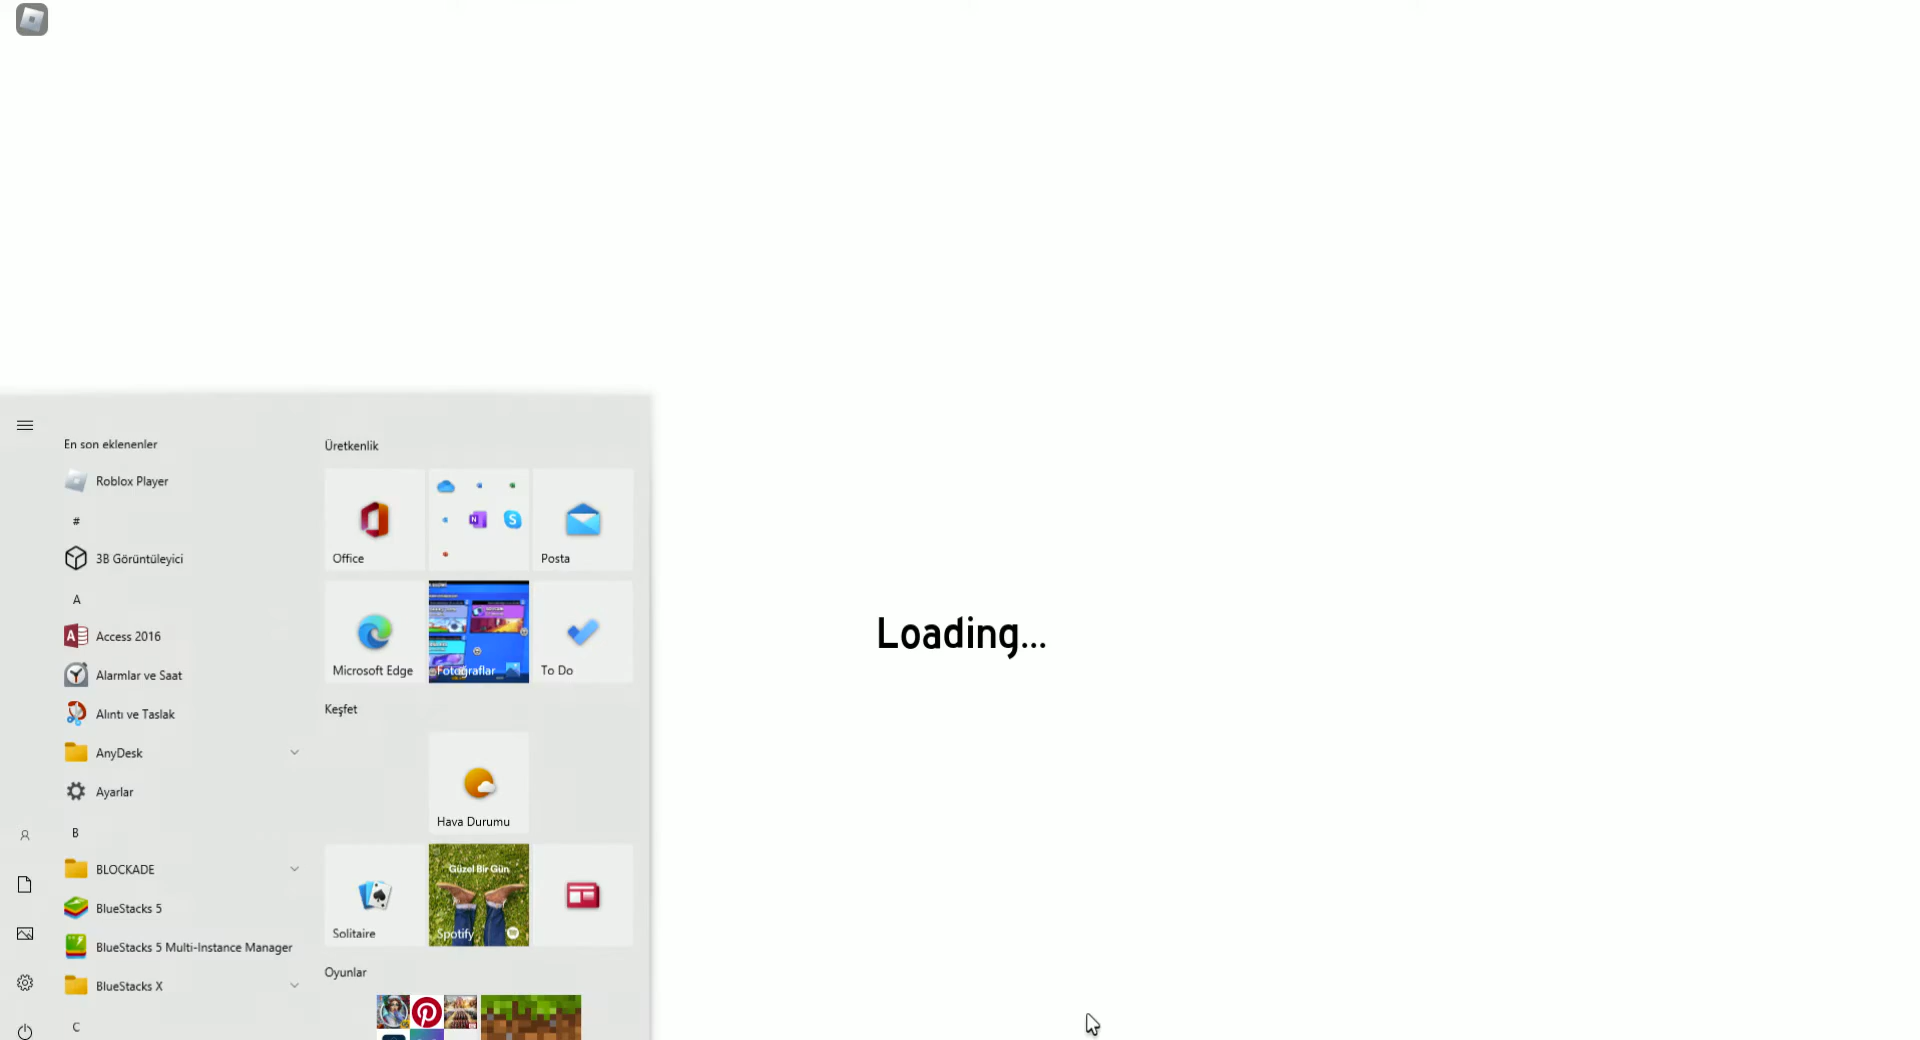 En son eklenenler
Roblox Player
#
3B Görüntüleyici
A
Access 2016
Alarmlar ve Saat
Alıntı ve Taslak
AnyDesk
Ayarlar
B
BLOCKADE
BlueStacks 5
BlueStacks 5 Multi-Instance Manager
BlueStacks X
C
Üretkenlik
Office
Posta
Microsoft Edge
Fotoğraflar
To Do
Keşfet
Hava Durumu
Solitaire
Güzel Bir Gün
Spotify
Oyunlar
Loading...